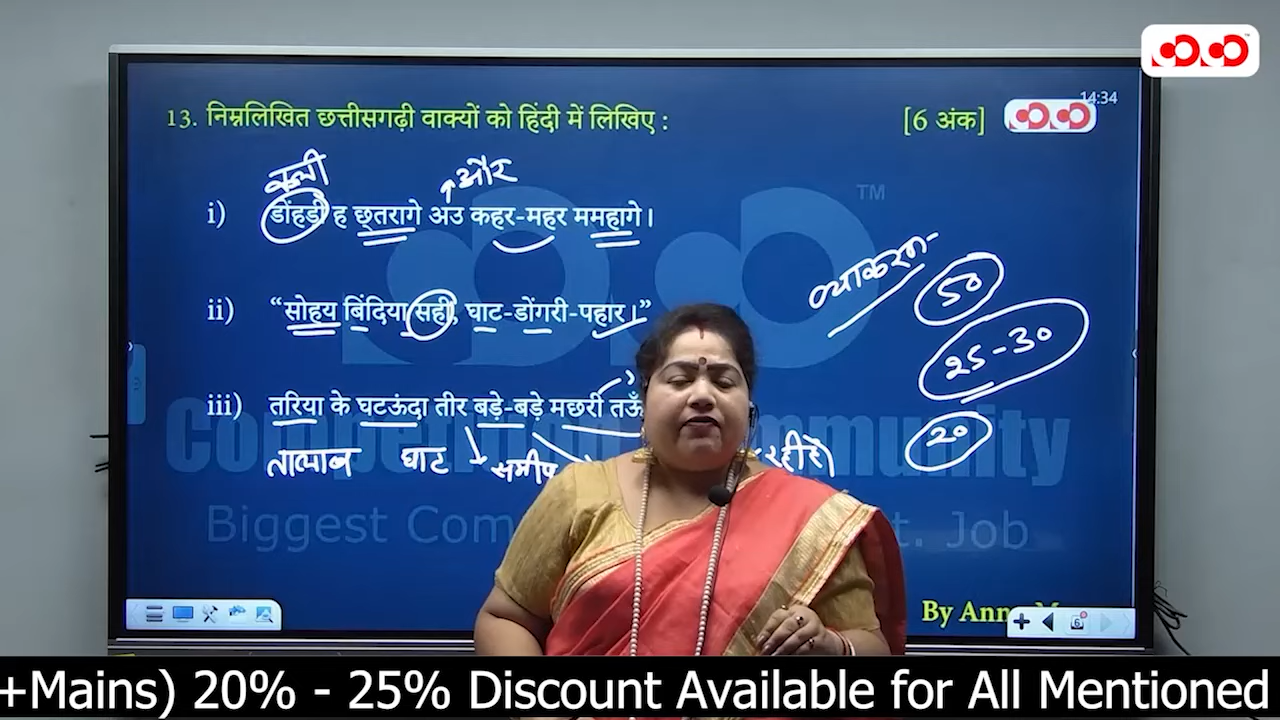 14:34
13. निम्नलिखित छत्तीसगढ़ी वाक्यों को हिंदी में लिखिए : [6 अंक]
TM
कली और
i) डोंहड़ी ह छतरागे अउ कहर-महर ममहागे।
व्याकरण-
50
ii) “सोहय बिंदिया सही, घाट-डोंगरी-पहार।”
25-30
iii) तरिया के घटऊंदा तीर बड़े-बड़े मछरी तऊँ
20
तालाब घाट समीप
Biggest Com t. Job
By Ann
+Mains) 20% - 25% Discount Available for All Mentioned